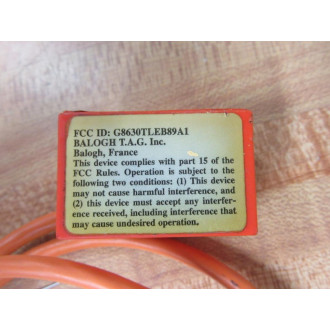 FCC ID: G8630TLEB89A1
BALOGH T.A.G. Inc.
Balogh, France
This device complies with part 15 of the
FCC Rules. Operation is subject to the
following two conditions: (1) This device
may not cause harmful interference, and
(2) this device must accept any interfer-
ence received, including interference that
may cause undesired operation.